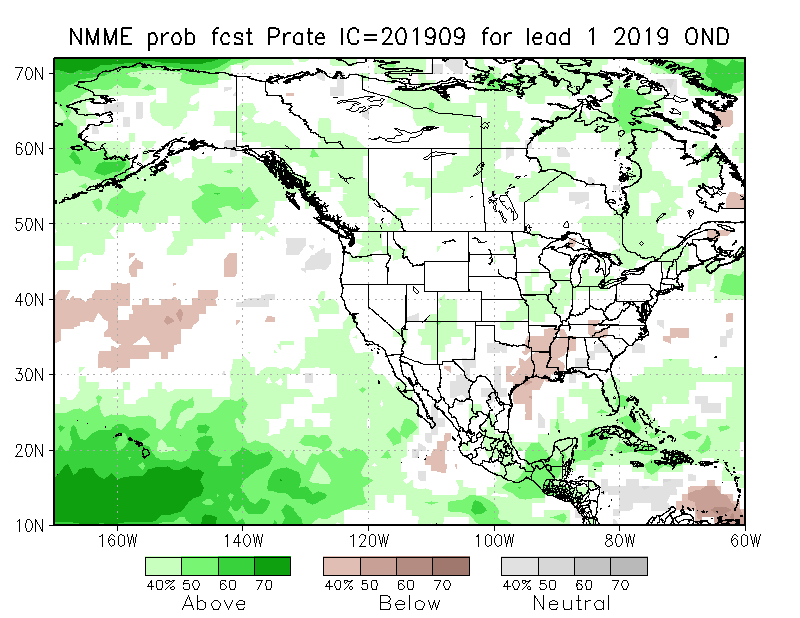 NMME prob fcst Prate IC=201909 for lead 1 2019 OND
70N
60N
50N
40N
30N
20N
10N
160W 140W 120W 100W 80W 60W
40% 50 60 70 40% 50 60 70 40% 50 60 70
Above Below Neutral